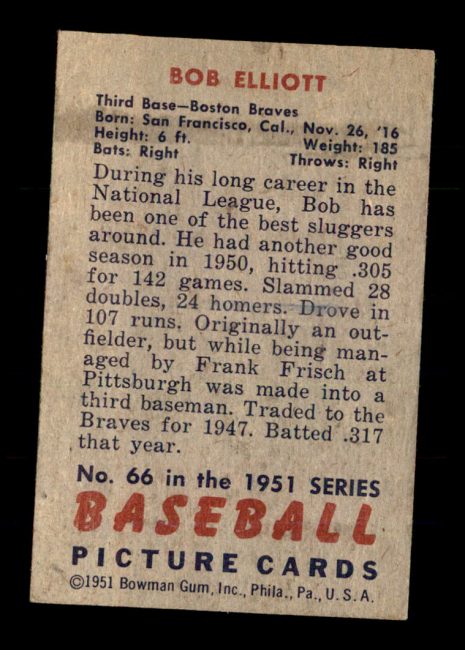 BOB ELLIOTT
Third Base—Boston Braves
Born: San Francisco, Cal., Nov. 26, '16
Height: 6 ft. Weight: 185
Bats: Right Throws: Right
During his long career in the
National League, Bob has
been one of the best sluggers
around. He had another good
season in 1950, hitting .305
for 142 games. Slammed 28
doubles, 24 homers. Drove in
107 runs. Originally an out-
fielder, but while being man-
aged by Frank Frisch at
Pittsburgh was made into a
third baseman. Traded to the
Braves for 1947. Batted .317
that year.
No. 66 in the 1951 SERIES
BASEBALL
PICTURE CARDS
©1951 Bowman Gum, Inc., Phila., Pa., U. S. A.